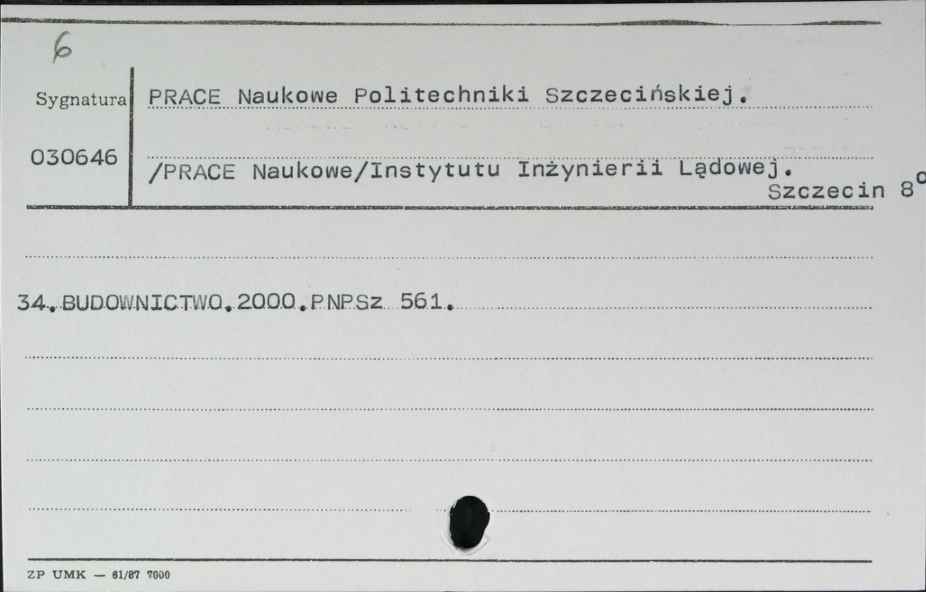 6
Sygnatura
PRACE Naukowe Politechniki Szczecińskiej.
030646
/PRACE Naukowe/Instytutu Inżynierii Lądowej.
Szczecin 8°
34. BUDOWNICTWO. 2000. PNPSz 561.
ZP UMK — 61/87 7000